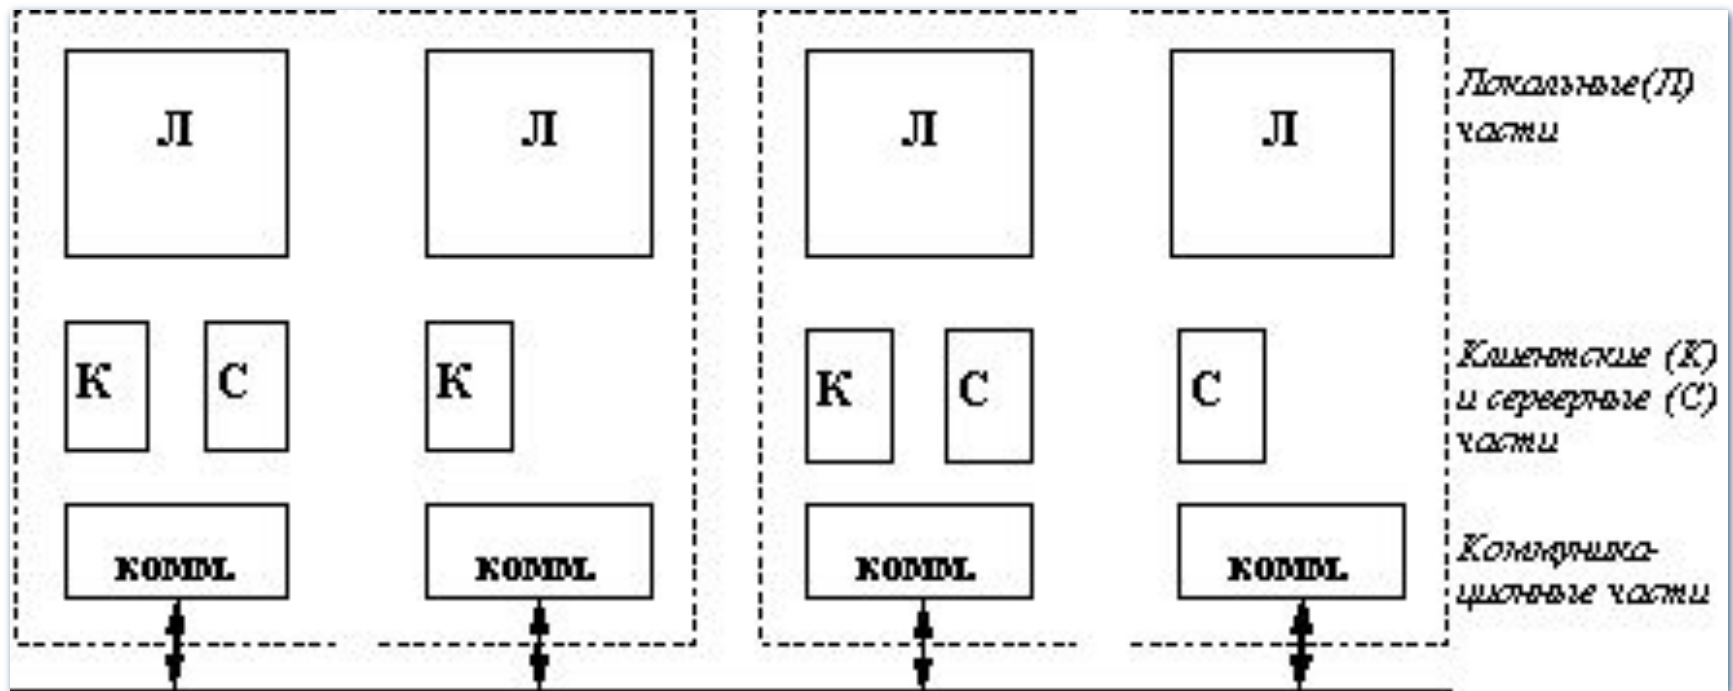 Л Л Л Л
Локальные (Л)
части
К С К К С С
Клиентские (К)
и серверные (С)
части
комм. комм. комм. комм.
Коммуника-
ционные части